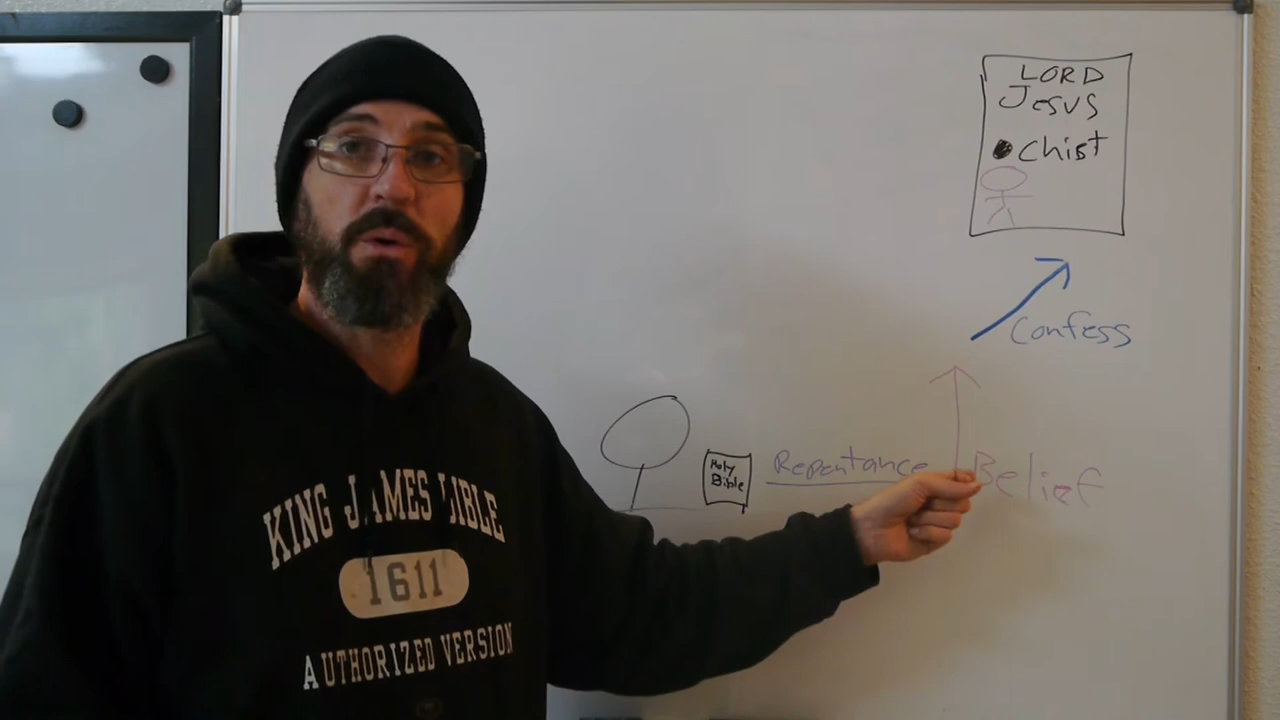 LORD
Jesus
Chist
Confess
Holy
Bible
Repentance
Belief
KING JAMES BIBLE
1611
AUTHORIZED VERSION